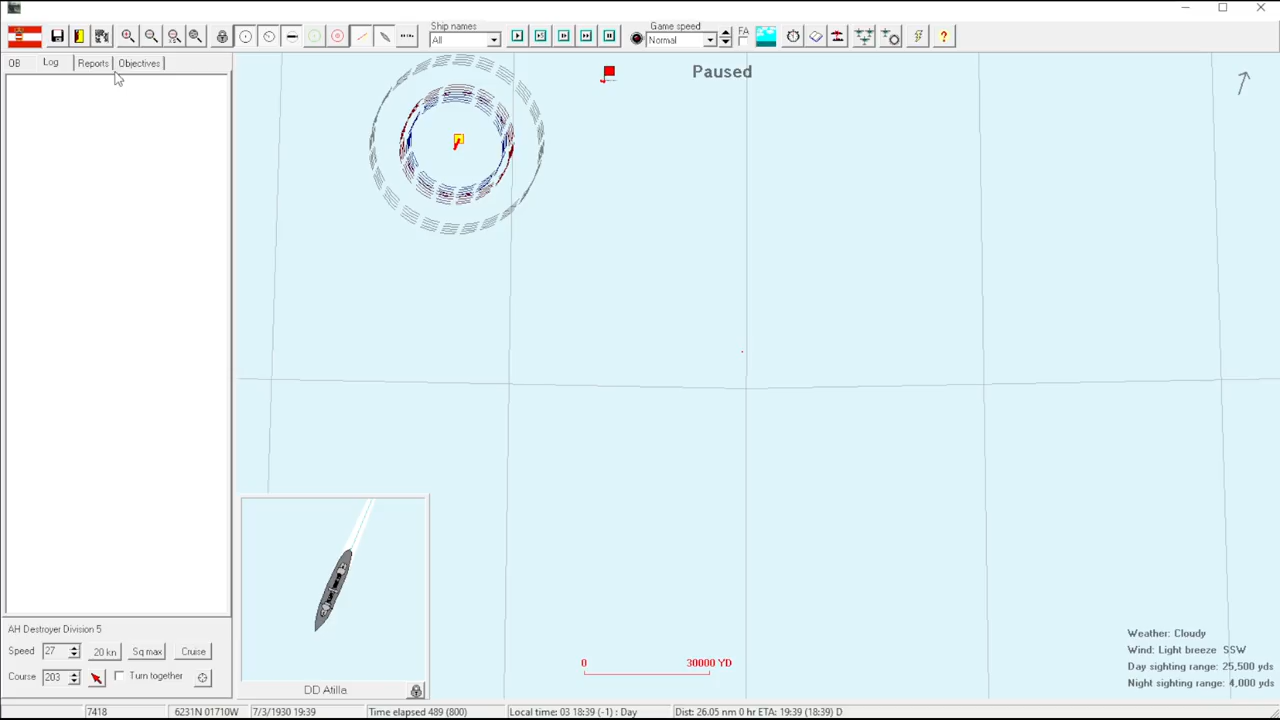 Ship names
Game speed
All
Normal
FA
?
OB
Log
Reports
Objectives
Paused
0
30000 YD
Weather: Cloudy
Wind: Light breeze SSW
Day sighting range: 25,500 yds
Night sighting range: 4,000 yds
AH Destroyer Division 5
Speed 27 20 kn Sq max Cruise
Course 203 Turn together
DD Atilla
7418 6231N 01710W 7/3/1930 19:39 Time elapsed 489 (800) Local time: 03 18:39 (-1) : Day Dist: 26.05 nm 0 hr ETA: 19:39 (18:39) D